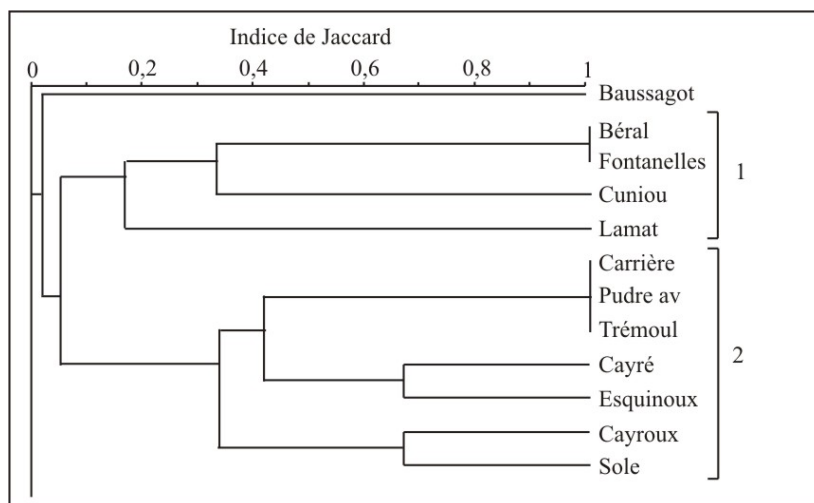 Indice de Jaccard
0 0,2 0,4 0,6 0,8 1
Baussagot
Béral
Fontanelles
1
Cuniou
Lamat
Carrière
Pudre av
Trémoul
2
Cayré
Esquinoux
Cayroux
Sole